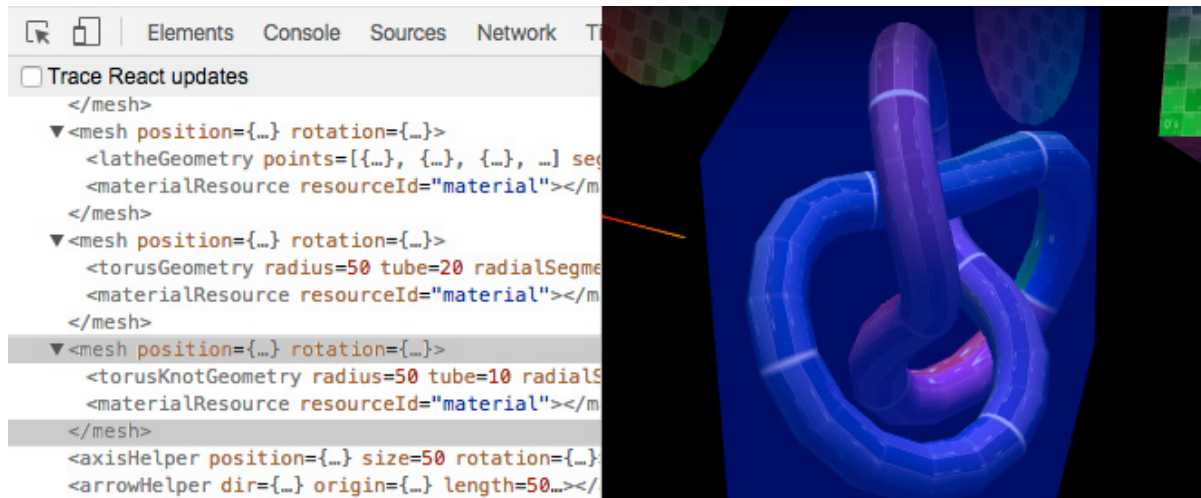 Elements Console Sources Network Ti
Trace React updates
</mesh>
▼<mesh position={…} rotation={…}>
<latheGeometry points=[{…}, {…}, {…}, …] seg
<materialResource resourceId="material"></m
</mesh>
▼<mesh position={…} rotation={…}>
<torusGeometry radius=50 tube=20 radialSegme
<materialResource resourceId="material"></m
</mesh>
▼<mesh position={…} rotation={…}>
<torusKnotGeometry radius=50 tube=10 radialS
<materialResource resourceId="material"></m
</mesh>
<axisHelper position={…} size=50 rotation={…}>
<arrowHelper dir={…} origin={…} length=50…></